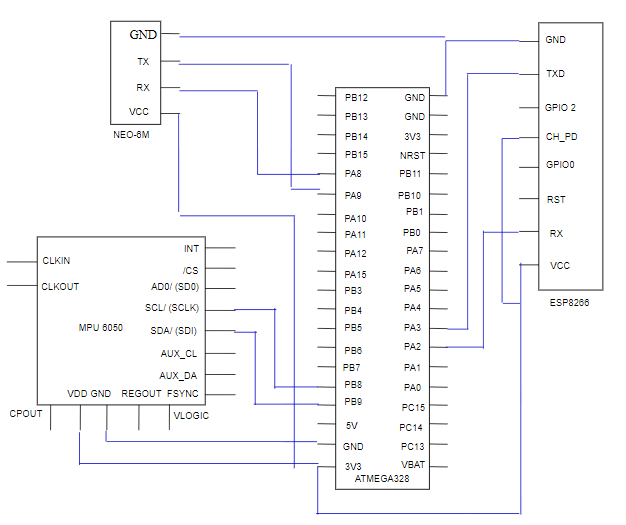 GND
TX
RX
VCC
NEO-6M
GND
TXD
GPIO 2
CH_PD
GPIO0
RST
RX
VCC
ESP8266
PB12 GND
PB13 GND
PB14 3V3
PB15 NRST
PA8 PB11
PA9 PB10
PA10 PB1
PA11 PB0
PA12 PA7
PA15 PA6
PB3 PA5
PB4 PA4
PB5 PA3
PB6 PA2
PB7 PA1
PB8 PA0
PB9 PC15
5V PC14
GND PC13
3V3 VBAT
ATMEGA328
INT
CLKIN /CS
CLKOUT AD0/ (SD0)
SCL/ (SCLK)
MPU 6050 SDA/ (SDI)
AUX_CL
AUX_DA
VDD GND REGOUT FSYNC
CPOUT VLOGIC